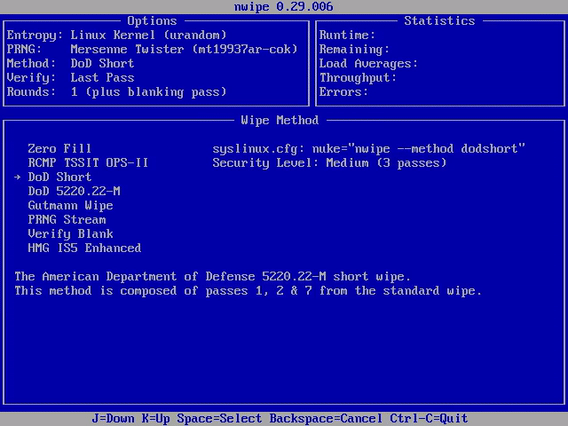 nwipe 0.29.006
Options
Entropy: Linux Kernel (urandom)
PRNG: Mersenne Twister (mt19937ar-cok)
Method: DoD Short
Verify: Last Pass
Rounds: 1 (plus blanking pass)
Statistics
Runtime:
Remaining:
Load Averages:
Throughput:
Errors:
Wipe Method
Zero Fill syslinux.cfg: nuke="nwipe --method dodshort"
RCMP TSSIT OPS-II Security Level: Medium (3 passes)
→ DoD Short
DoD 5220.22-M
Gutmann Wipe
PRNG Stream
Verify Blank
HMG IS5 Enhanced
The American Department of Defense 5220.22-M short wipe.
This method is composed of passes 1, 2 & 7 from the standard wipe.
J=Down K=Up Space=Select Backspace=Cancel Ctrl-C=Quit